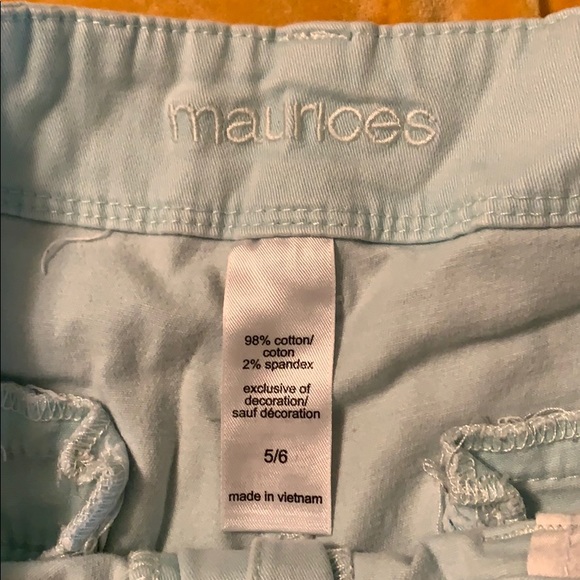 maurices
98% cotton/
coton
2% spandex
exclusive of
decoration/
sauf décoration
5/6
made in vietnam